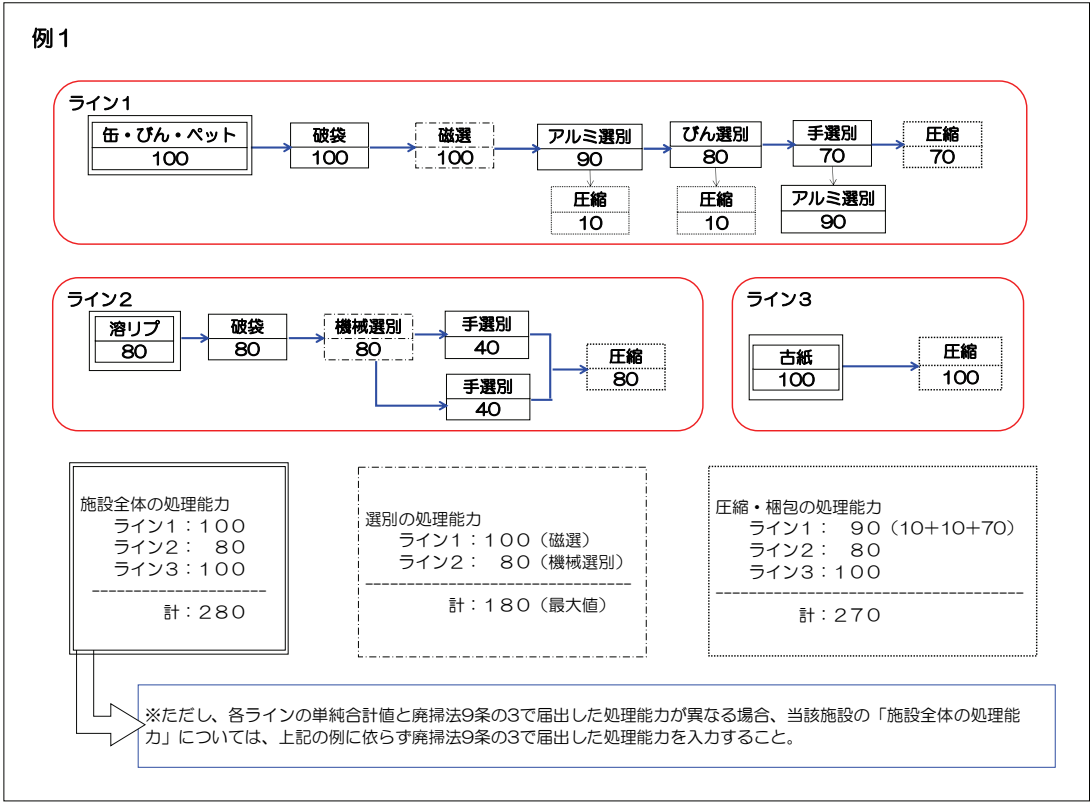 例1
ライン1
缶・びん・ペット
100
破袋
100
磁選
100
アルミ選別
90
びん選別
80
手選別
70
圧縮
70
圧縮
10
圧縮
10
アルミ選別
90
ライン2
溶リプ
80
破袋
80
機械選別
80
手選別
40
手選別
40
圧縮
80
ライン3
古紙
100
圧縮
100
施設全体の処理能力
ライン1:100
ライン2: 80
ライン3:100
---------------------
計:280
選別の処理能力
ライン1:100(磁選)
ライン2: 80(機械選別)
--------------------------------
計:180(最大値)
圧縮・梱包の処理能力
ライン1: 90(10+10+70)
ライン2: 80
ライン3:100
-------------------------------------
計:270
※ただし、各ラインの単純合計値と廃掃法9条の3で届出した処理能力が異なる場合、当該施設の「施設全体の処理能
力」については、上記の例に依らず廃掃法9条の3で届出した処理能力を入力すること。